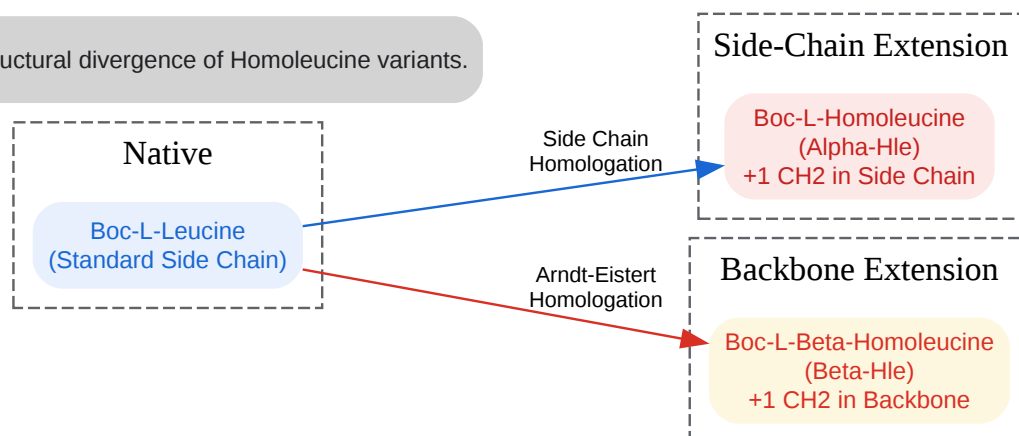 uctural divergence of Homoleucine variants.
Native
Boc-L-Leucine
(Standard Side Chain)
Side Chain
Homologation
Arndt-Eistert
Homologation
Side-Chain Extension
Boc-L-Homoleucine
(Alpha-Hle)
+1 CH2 in Side Chain
Backbone Extension
Boc-L-Beta-Homoleucine
(Beta-Hle)
+1 CH2 in Backbone